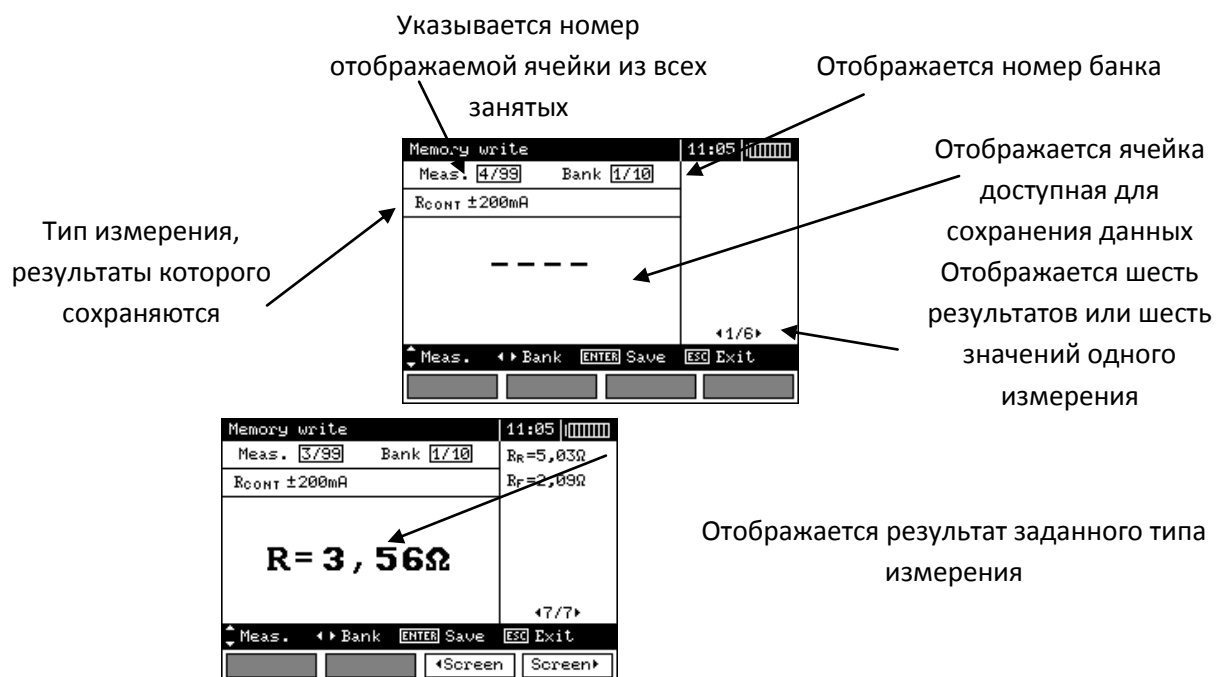 Указывается номер
отображаемой ячейки из всех
занятых
Отображается номер банка
Memory write 11:05
Meas. 4/99 Bank 1/10
RCONT ±200mA
– – – –
◂1/6▸
Meas. ◂▸ Bank ENTER Save ESC Exit
Тип измерения,
результаты которого
сохраняются
Отображается ячейка
доступная для
сохранения данных
Отображается шесть
результатов или шесть
значений одного
измерения
Memory write 11:05
Meas. 3/99 Bank 1/10 RR=5,03Ω
RCONT ±200mA RF=2,09Ω
R=3,56Ω
◂7/7▸
Meas. ◂▸ Bank ENTER Save ESC Exit
◂Screen Screen▸
Отображается результат заданного типа
измерения